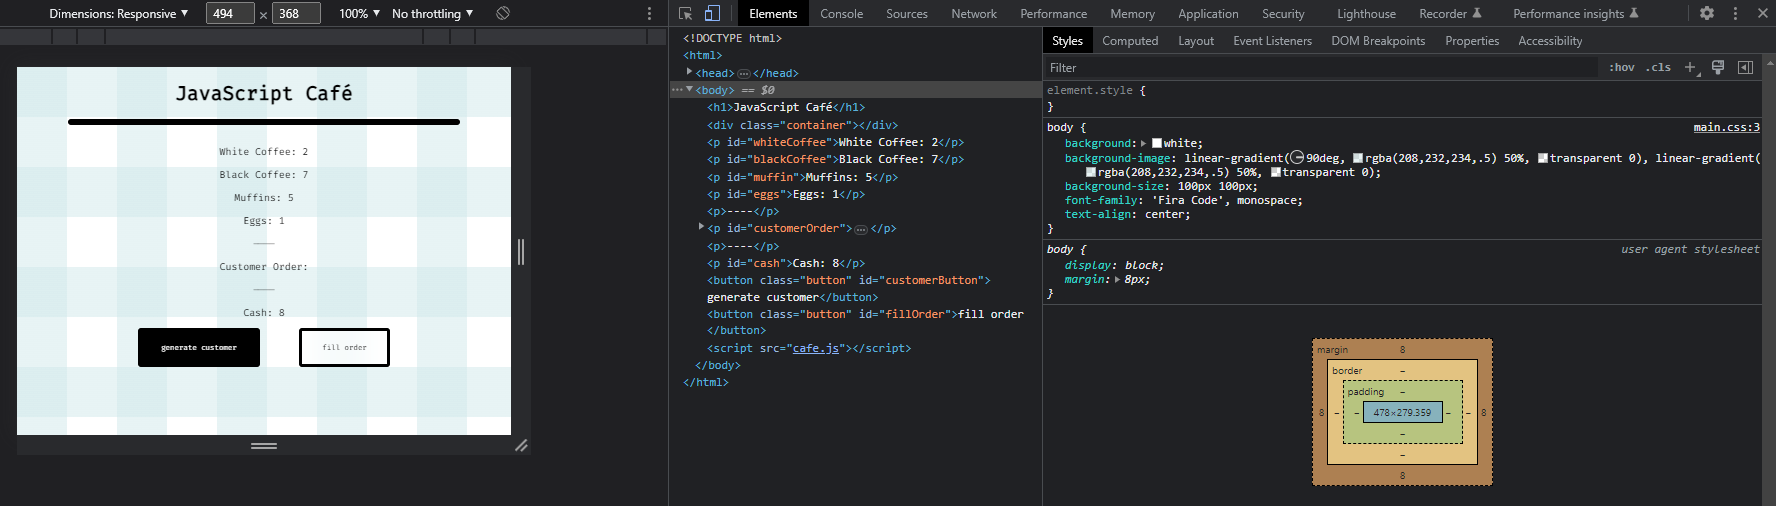 Dimensions: Responsive ▼ 494 × 368 100% ▼ No throttling ▼
JavaScript Café
White Coffee: 2
Black Coffee: 7
Muffins: 5
Eggs: 1
----
Customer Order:
----
Cash: 8
generate customer fill order
Elements Console Sources Network Performance Memory Application Security Lighthouse Recorder Performance insights
<!DOCTYPE html>
<html>
▶<head>…</head>
…▼<body> == $0
<h1>JavaScript Café</h1>
<div class="container"></div>
<p id="whiteCoffee">White Coffee: 2</p>
<p id="blackCoffee">Black Coffee: 7</p>
<p id="muffin">Muffins: 5</p>
<p id="eggs">Eggs: 1</p>
<p>----</p>
▶<p id="customerOrder">…</p>
<p>----</p>
<p id="cash">Cash: 8</p>
<button class="button" id="customerButton">
generate customer</button>
<button class="button" id="fillOrder">fill order
</button>
<script src="cafe.js"></script>
</body>
</html>
Styles Computed Layout Event Listeners DOM Breakpoints Properties Accessibility
Filter :hov .cls +
element.style {
}
body { main.css:3
background: ▶ white;
background-image: linear-gradient(90deg, rgba(208,232,234,.5) 50%, transparent 0), linear-gradient(
rgba(208,232,234,.5) 50%, transparent 0);
background-size: 100px 100px;
font-family: 'Fira Code', monospace;
text-align: center;
}
body { user agent stylesheet
display: block;
margin: ▶ 8px;
}
margin 8
border –
padding –
8 – – 478×279.359 – – 8
–
–
8